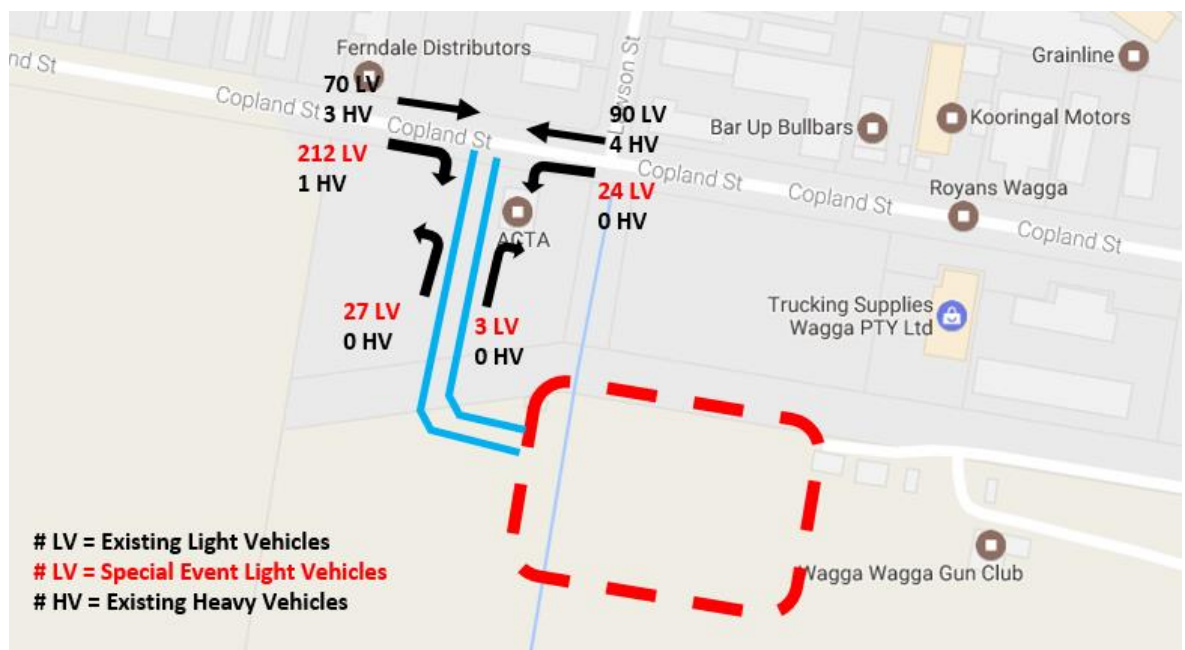 nd St
Copland St
Ferndale Distributors
70 LV
3 HV
Copland St
212 LV
1 HV
90 LV
4 HV
24 LV
0 HV
ACTA
27 LV
0 HV
3 LV
0 HV
Bar Up Bullbars
Grainline
Kooringal Motors
Copland St
Copland St
Royans Wagga
Copland St
Trucking Supplies
Wagga PTY Ltd
Wagga Wagga Gun Club
# LV = Existing Light Vehicles
# LV = Special Event Light Vehicles
# HV = Existing Heavy Vehicles